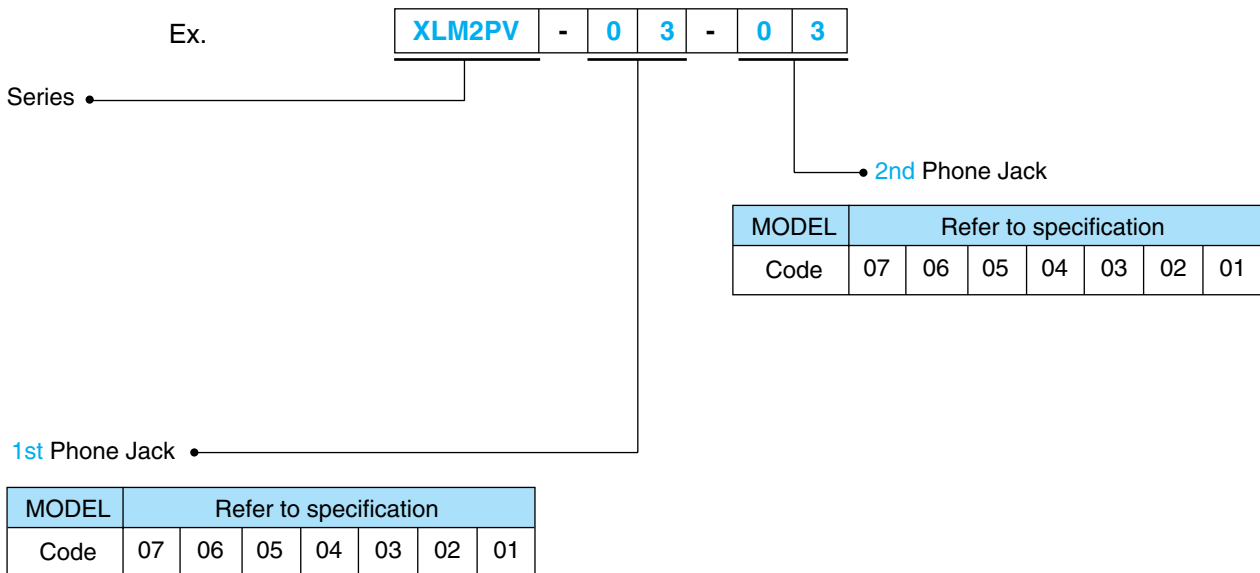 Ex. XLM2PV - 0 3 - 0 3
Series
2nd Phone Jack
MODEL Refer to specification
Code 07 06 05 04 03 02 01
1st Phone Jack
MODEL Refer to specification
Code 07 06 05 04 03 02 01